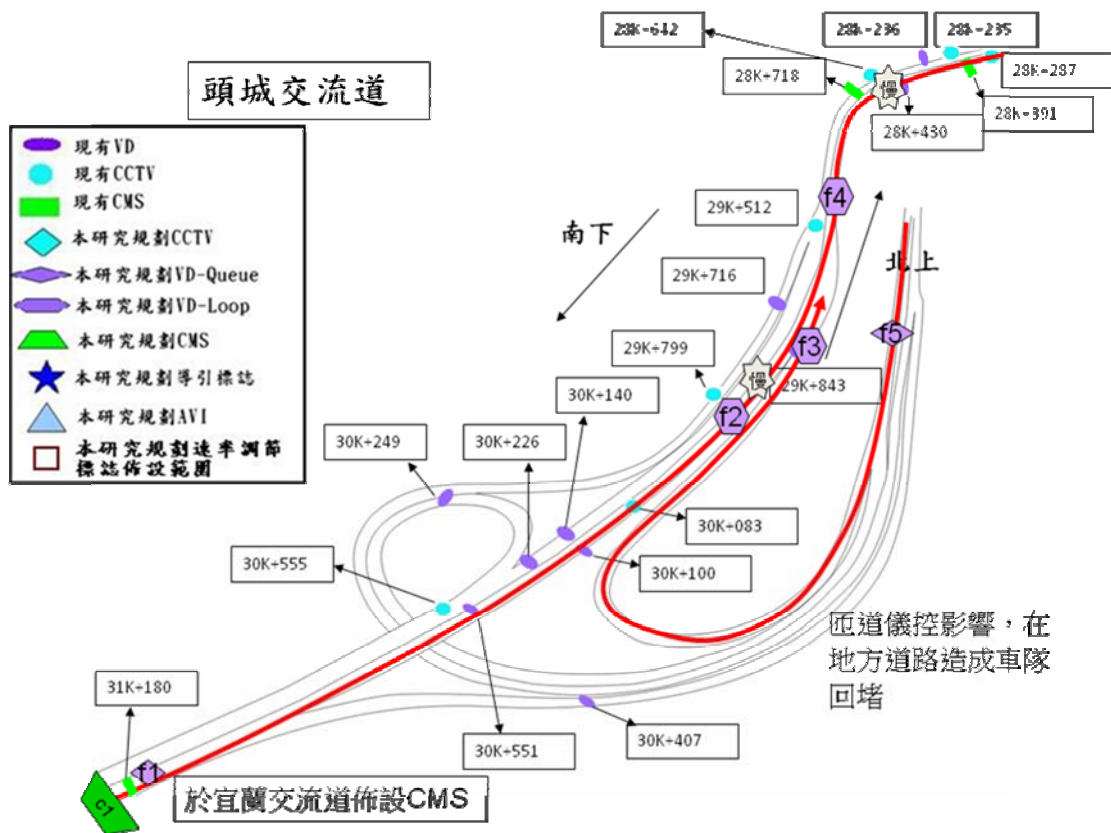 28K-642
28K-236
28K-235
頭城交流道
28K+718
28K-287
慢
28K-391
28K+430
現有VD
現有CCTV
現有CMS
本研究規劃CCTV
本研究規劃VD-Queue
本研究規劃VD-Loop
本研究規劃CMS
本研究規劃導引標誌
本研究規劃AVI
本研究規劃速率調節
標誌佈設範圍
f4
29K+512
南下
北上
29K+716
f5
f3
29K+799
慢
29K+843
f2
30K+140
30K+249
30K+226
30K+083
30K+555
30K+100
匝道儀控影響，在
地方道路造成車隊
回堵
31K+180
30K+551
30K+407
f1
c1
於宜蘭交流道佈設CMS